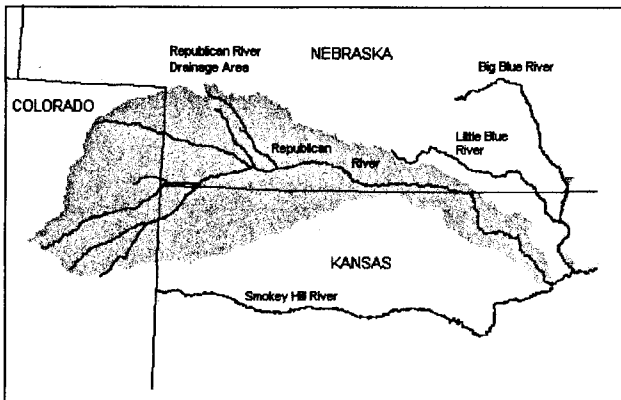 Republican River
Drainage Area
NEBRASKA
Big Blue River
COLORADO
Little Blue
River
Republican
River
KANSAS
Smokey Hill River